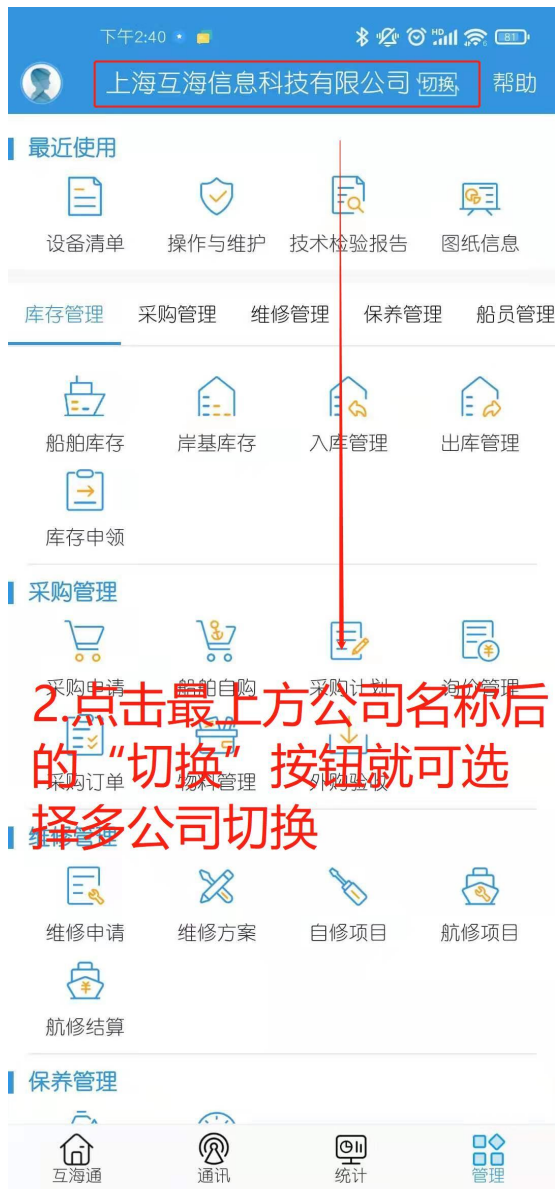 下午2:40
HD
81
上海互海信息科技有限公司 切换
帮助
最近使用
设备清单 操作与维护 技术检验报告 图纸信息
库存管理 采购管理 维修管理 保养管理 船员管理
船舶库存 岸基库存 入库管理 出库管理
库存申领
采购管理
采购申请 船舶自购 采购计划 询价管理
2.点击最上方公司名称后
的“切换”按钮就可选
择多公司切换
采购订单 物料管理 外购验收
维修管理
维修申请 维修方案 自修项目 航修项目
航修结算
保养管理
互海通 通讯 统计 管理